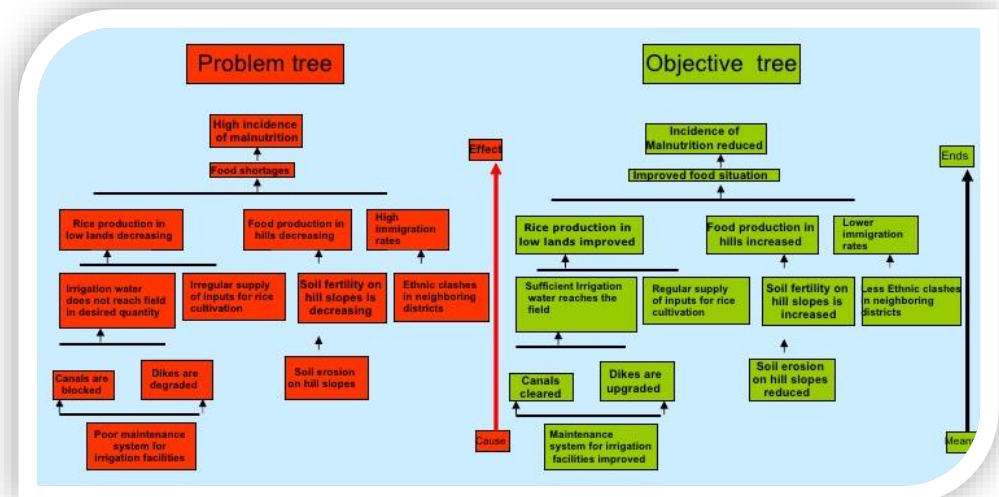 Problem tree
High incidence
of malnutrition
Food shortages
Rice production in
low lands decreasing
Food production in
hills decreasing
High
immigration
rates
Irrigation water
does not reach field
in desired quantity
Irregular supply
of inputs for rice
cultivation
Soil fertility on
hill slopes is
decreasing
Ethnic clashes
in neighboring
districts
Canals are
blocked
Dikes are
degraded
Soil erosion
on hill slopes
Poor maintenance
system for
irrigation facilities
Effect
Cause
Objective tree
Incidence of
Malnutrition reduced
Improved food situation
Rice production in
low lands improved
Food production in
hills increased
Lower
immigration
rates
Sufficient Irrigation
water reaches the
field
Regular supply
of inputs for rice
cultivation
Soil fertility on
hill slopes is
increased
Less Ethnic clashes
in neighboring
districts
Canals
cleared
Dikes are
upgraded
Soil erosion
on hill slopes
reduced
Maintenance
system for irrigation
facilities improved
Ends
Means